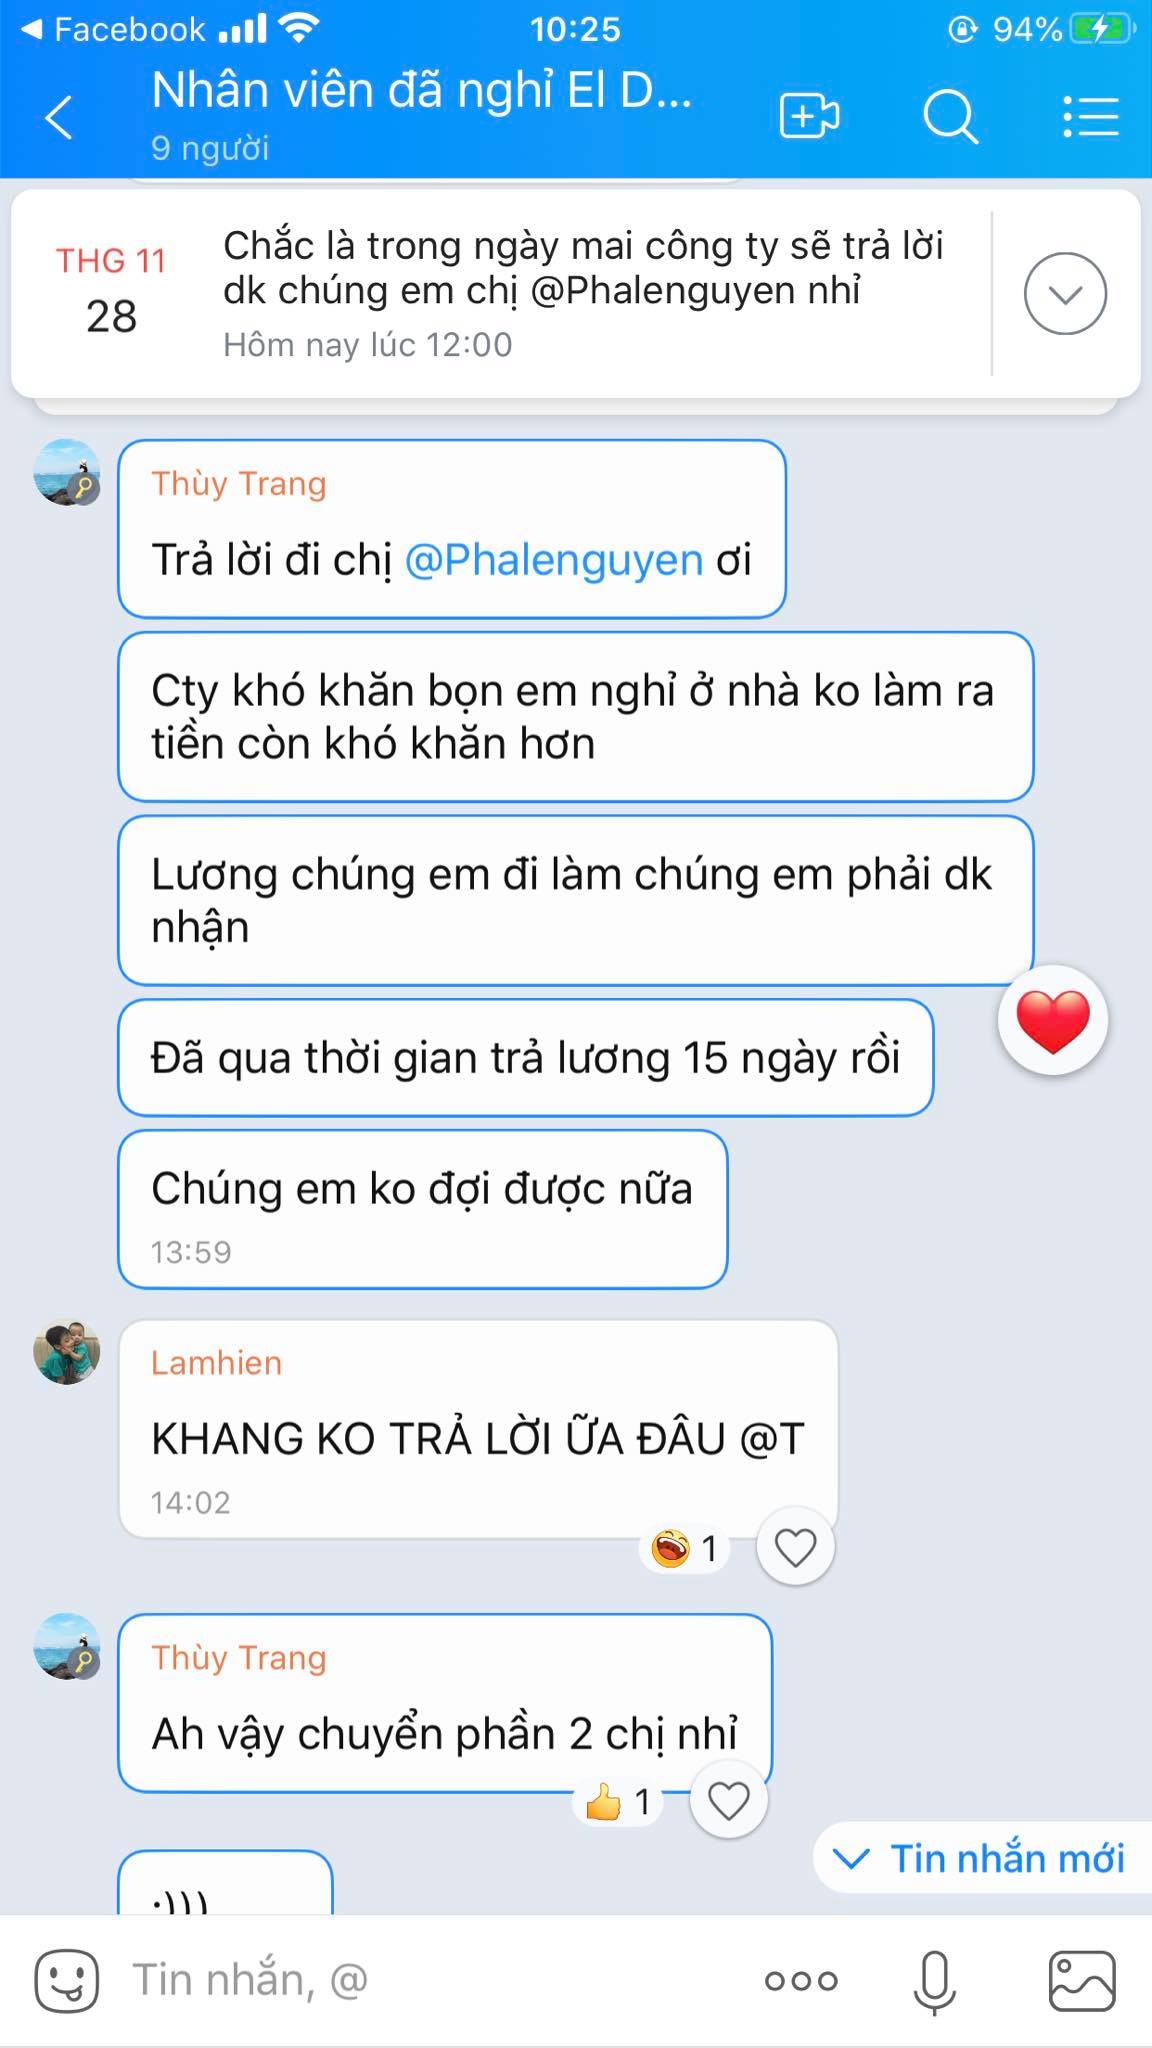 Facebook
10:25
94%
Nhân viên đã nghỉ El D...
9 người
THG 11
28
Chắc là trong ngày mai công ty sẽ trả lời
dk chúng em chị @Phalenguyen nhỉ
Hôm nay lúc 12:00
Thùy Trang
Trả lời đi chị @Phalenguyen ơi
Cty khó khăn bọn em nghỉ ở nhà ko làm ra
tiền còn khó khăn hơn
Lương chúng em đi làm chúng em phải dk
nhận
Đã qua thời gian trả lương 15 ngày rồi
Chúng em ko đợi được nữa
13:59
Lamhien
KHANG KO TRẢ LỜI ỮA ĐÂU @T
14:02
1
Thùy Trang
Ah vậy chuyển phần 2 chị nhỉ
1
Tin nhắn mới
:)))
Tin nhắn, @